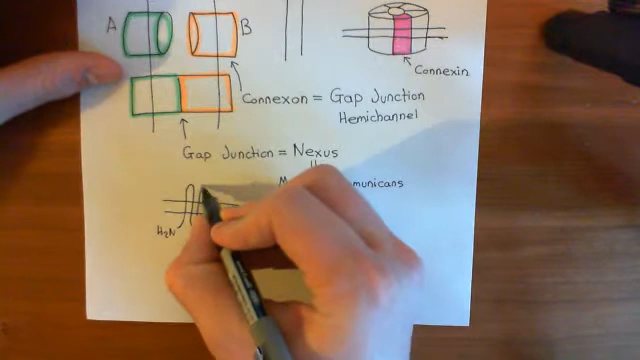 A
B
Connexin
Connexon = Gap Junction
Hemichannel
Gap Junction = Nexus
municans
H₂N